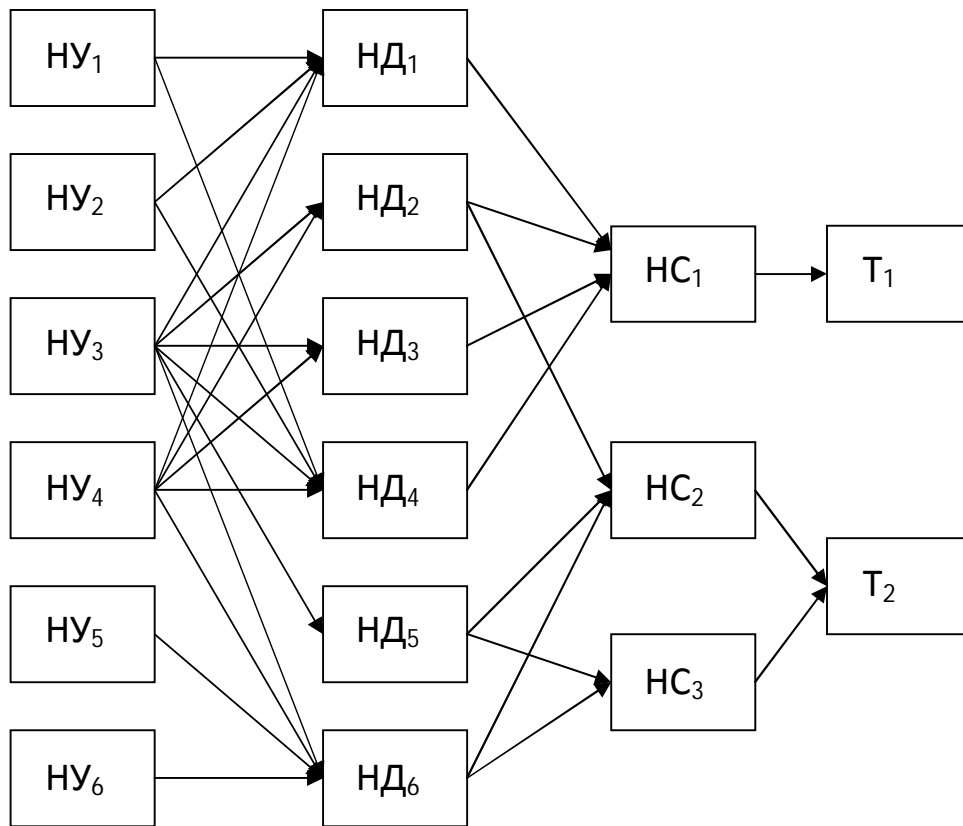 НУ₁
НД₁
НУ₂
НД₂
НС₁
Т₁
НУ₃
НД₃
НУ₄
НД₄
НС₂
Т₂
НУ₅
НД₅
НС₃
НУ₆
НД₆